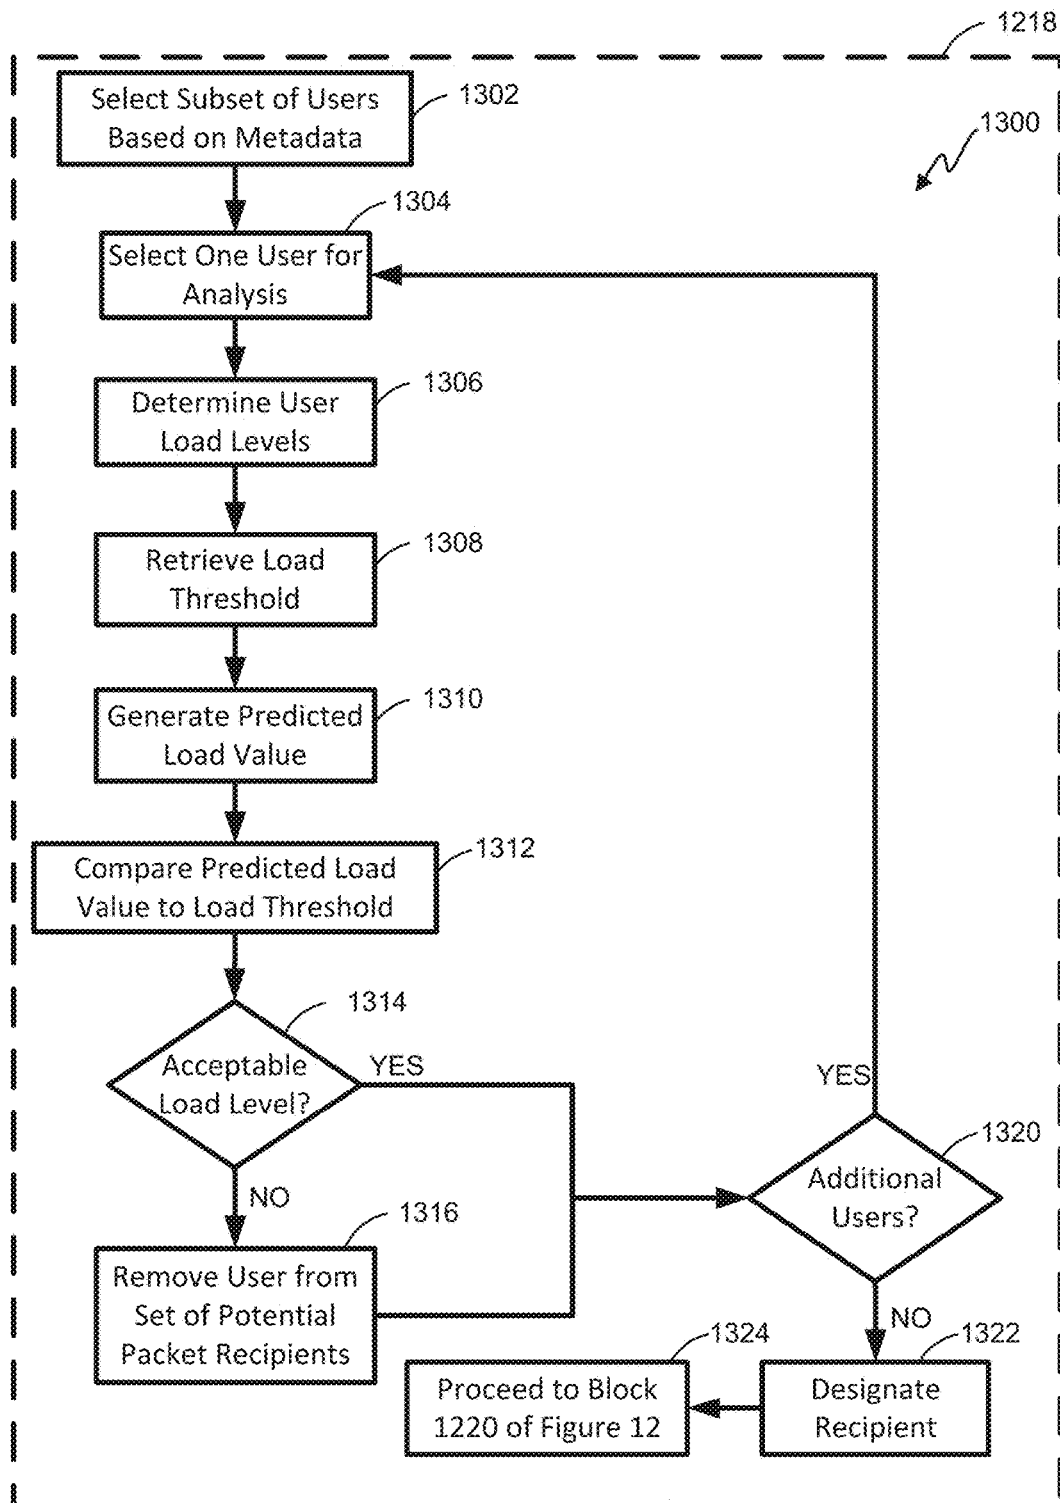 1218
Select Subset of Users
Based on Metadata
1302
1300
1304
Select One User for
Analysis
1306
Determine User
Load Levels
1308
Retrieve Load
Threshold
1310
Generate Predicted
Load Value
1312
Compare Predicted Load
Value to Load Threshold
1314
Acceptable
Load Level?
YES
NO
1316
Remove User from
Set of Potential
Packet Recipients
YES
1320
Additional
Users?
NO
1322
Designate
Recipient
1324
Proceed to Block
1220 of Figure 12